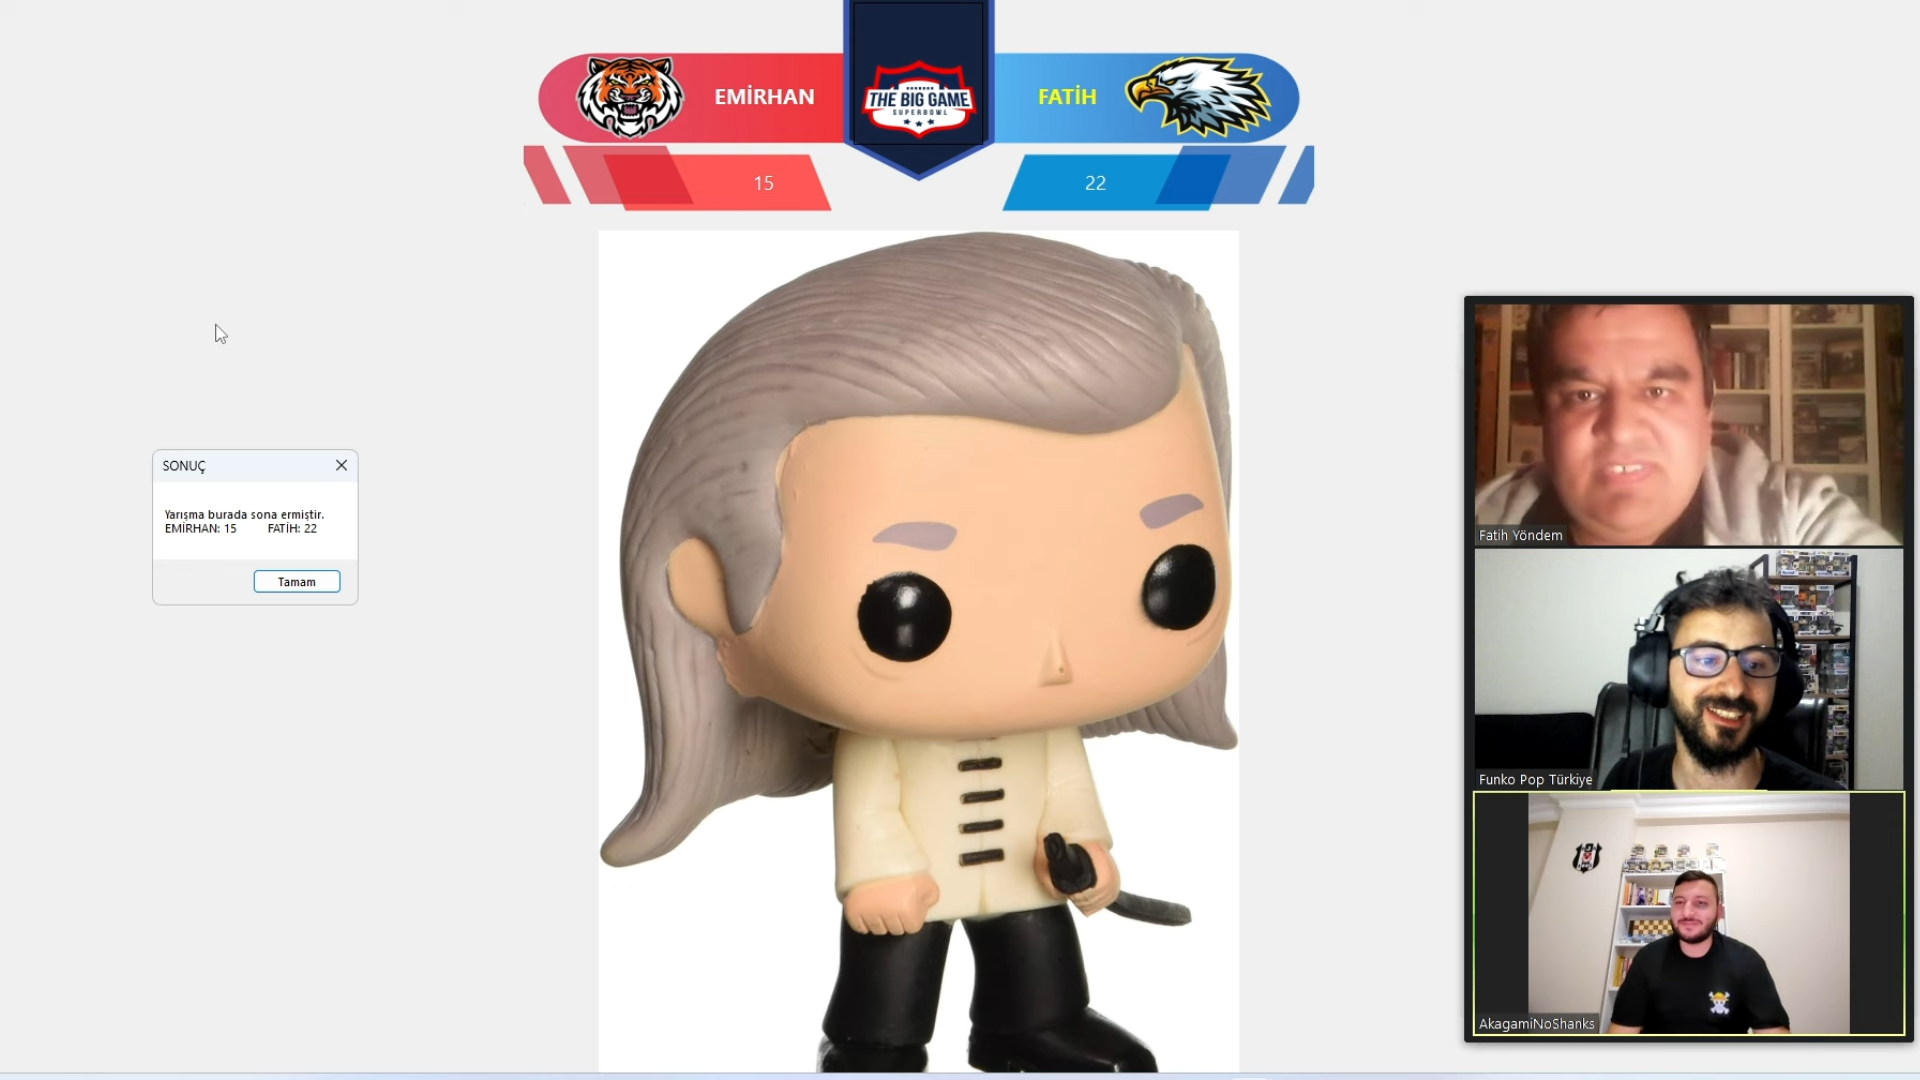 EMİRHAN
THE BIG GAME
SUPERBOWL
FATİH
15
22
SONUÇ
Yarışma burada sona ermiştir.
EMİRHAN: 15 FATİH: 22
Tamam
Fatih Yöndem
Funko Pop Türkiye
AkagamiNoShanks